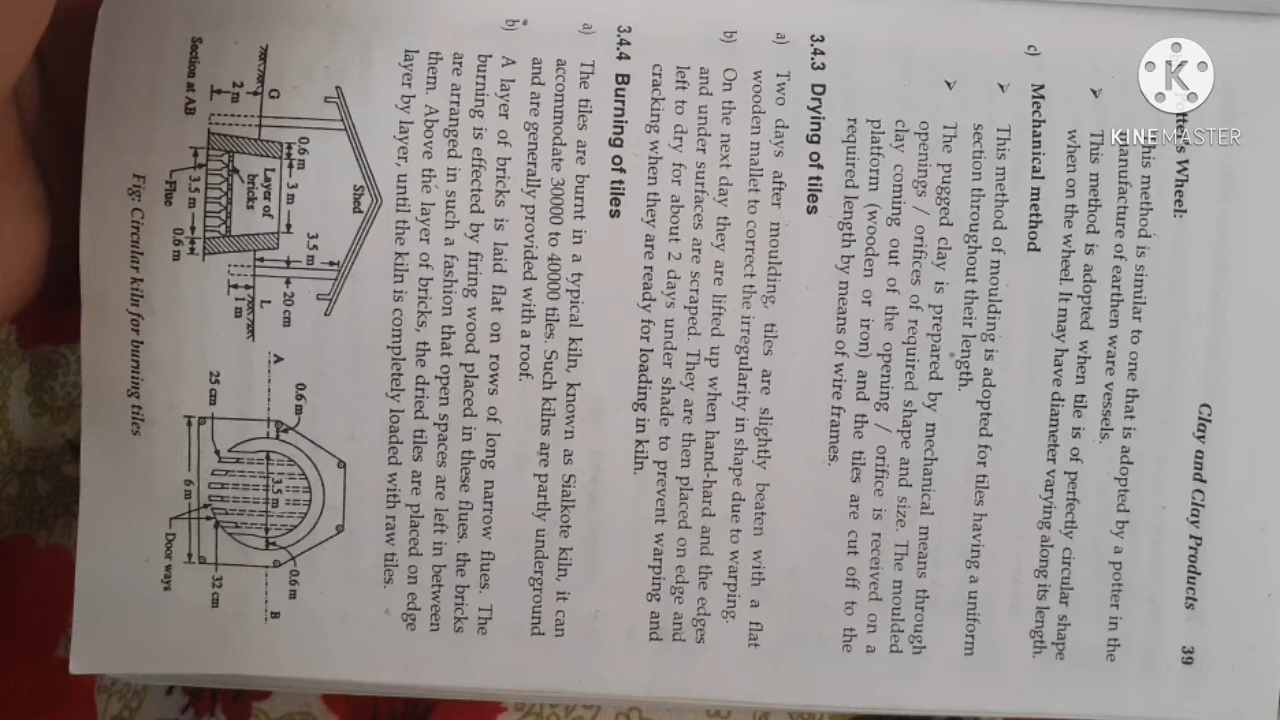 Clay and Clay Products 39
Wheel:
This method is similar to one that is adopted by a potter in the
manufacture of earthen ware vessels.
➢ This method is adopted when tile is of perfectly circular shape
when on the wheel. It may have diameter varying along its length.
c) Mechanical method
➢ This method of moulding is adopted for tiles having a uniform
section throughout their length.
➢ The pugged clay is prepared by mechanical means through
openings / orifices of required shape and size. The moulded
clay coming out of the opening / orifice is received on a
platform (wooden or iron) and the tiles are cut off to the
required length by means of wire frames.
3.4.3 Drying of tiles
a) Two days after moulding, tiles are slightly beaten with a flat
wooden mallet to correct the irregularity in shape due to warping.
b) On the next day they are lifted up when hand-hard and the edges
and under surfaces are scraped. They are then placed on edge and
left to dry for about 2 days under shade to prevent warping and
cracking when they are ready for loading in kiln.
3.4.4 Burning of tiles
a) The tiles are burnt in a typical kiln, known as Sialkote kiln, it can
accommodate 30000 to 40000 tiles. Such kilns are partly underground
and are generally provided with a roof.
b) A layer of bricks is laid flat on rows of long narrow flues. The
burning is effected by firing wood placed in these flues. the bricks
are arranged in such a fashion that open spaces are left in between
them. Above the layer of bricks, the dried tiles are placed on edge
layer by layer, until the kiln is completely loaded with raw tiles.
Shed
3.5 m
0.6 m
3 m
20 cm
G
L
Layer of
bricks
2 m
1 m
3.5 m
0.6 m
Flue
Section at AB
0.6 m
0.6 m
A
B
3.5 m
25 cm
32 cm
6 m
Door ways
Fig: Circular kiln for burning tiles
K
KINEMASTER